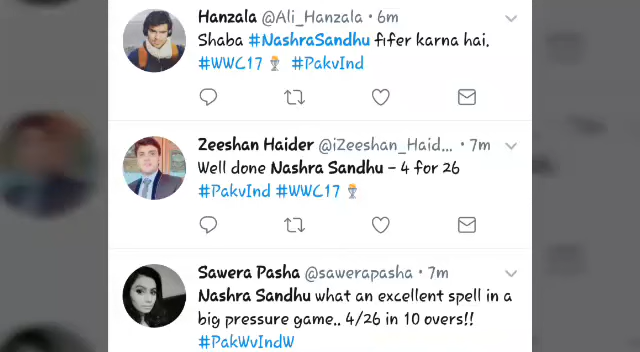 Hanzala @Ali_Hanzala • 6m
Shaba #NashraSandhu fifer karna hai.
#WWC17 #PakvInd
Zeeshan Haider @iZeeshan_Haid... • 7m
Well done Nashra Sandhu – 4 for 26
#PakvInd #WWC17
Sawera Pasha @sawerapasha • 7m
Nashra Sandhu what an excellent spell in a
big pressure game.. 4/26 in 10 overs!!
#PakWvIndW